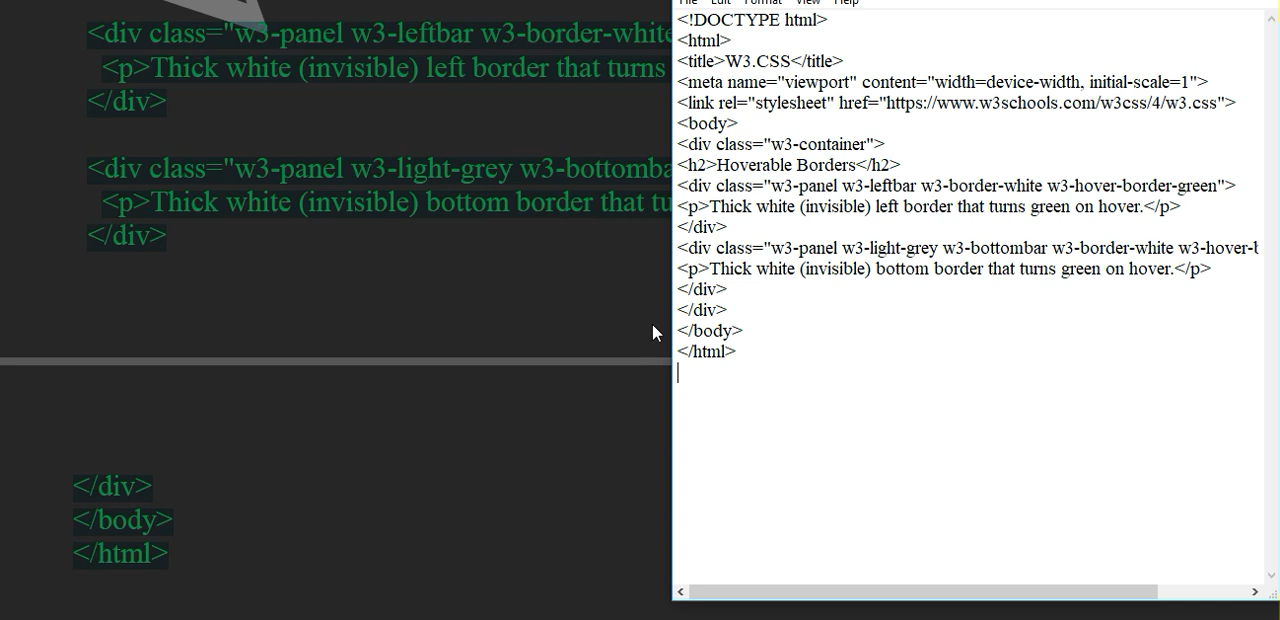 <div class="w3-panel w3-leftbar w3-border-white
<p>Thick white (invisible) left border that turns
</div>
<div class="w3-panel w3-light-grey w3-bottomba
<p>Thick white (invisible) bottom border that tu
</div>
</div>
</body>
</html>
File Edit Format View Help
<!DOCTYPE html>
<html>
<title>W3.CSS</title>
<meta name="viewport" content="width=device-width, initial-scale=1">
<link rel="stylesheet" href="https://www.w3schools.com/w3css/4/w3.css">
<body>
<div class="w3-container">
<h2>Hoverable Borders</h2>
<div class="w3-panel w3-leftbar w3-border-white w3-hover-border-green">
<p>Thick white (invisible) left border that turns green on hover.</p>
</div>
<div class="w3-panel w3-light-grey w3-bottombar w3-border-white w3-hover-b
<p>Thick white (invisible) bottom border that turns green on hover.</p>
</div>
</div>
</body>
</html>